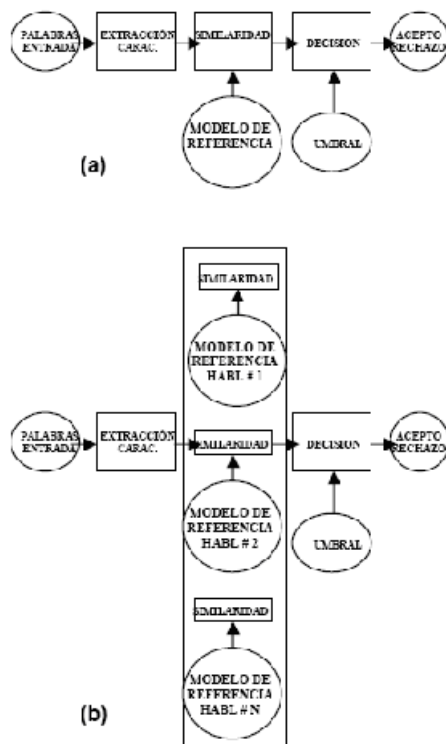 PALABRAS
ENTRADA
EXTRACCIÓN
CARAC.
SIMILARIDAD
DECISION
ACEPTO
RECHAZO
MODELO DE
REFERENCIA
UMBRAL
(a)
SIMILARIDAD
MODELO DE
REFERENCIA
HABL # 1
PALABRAS
ENTRADA
EXTRACCIÓN
CARAC.
SIMILARIDAD
DECISION
ACEPTO
RECHAZO
MODELO DE
REFERENCIA
HABL # 2
UMBRAL
SIMILARIDAD
MODELO DE
REFERENCIA
HABL # N
(b)